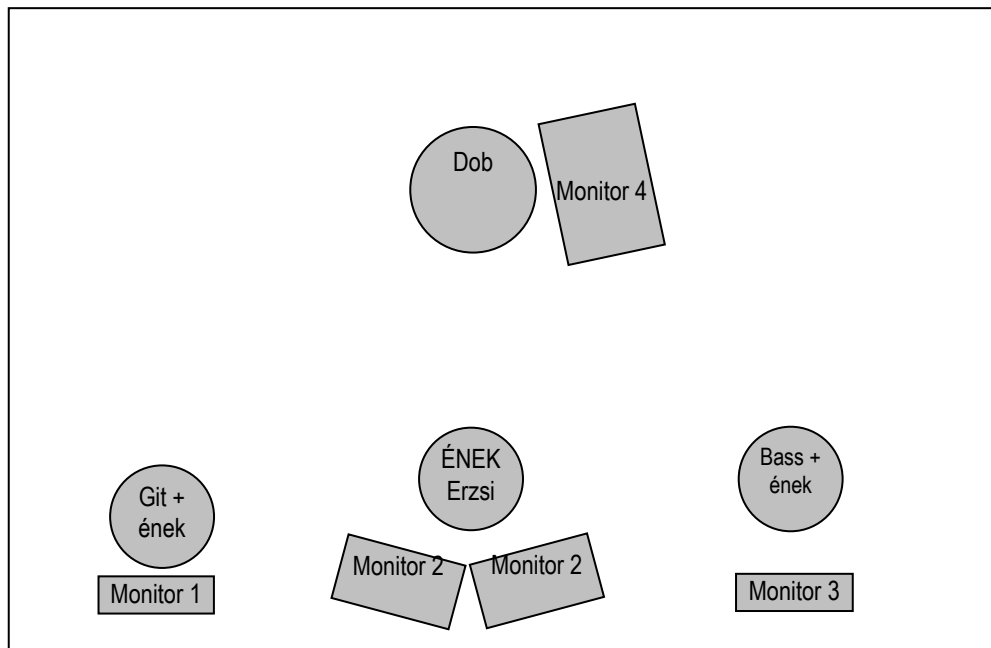 Dob
Monitor 4
ÉNEK
Erzsi
Bass +
ének
Git +
ének
Monitor 2
Monitor 2
Monitor 1
Monitor 3